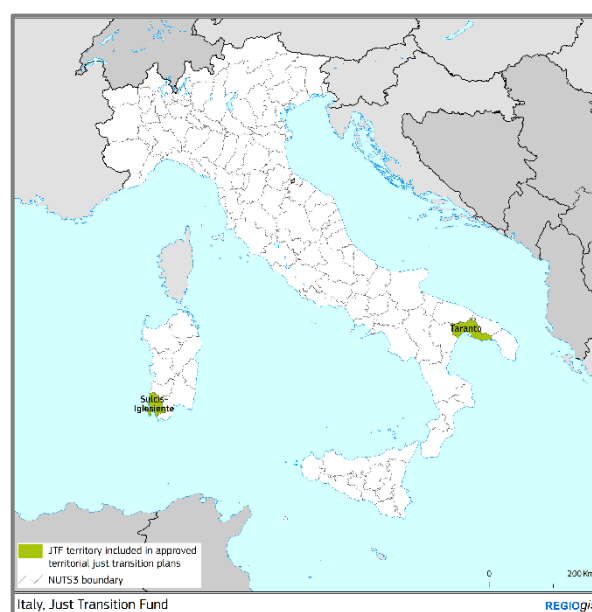 Taranto
Sulcis-
Iglesiente
JTF territory included in approved
territorial just transition plans
NUTS3 boundary
0 200 Km
Italy, Just Transition Fund
REGIOgis